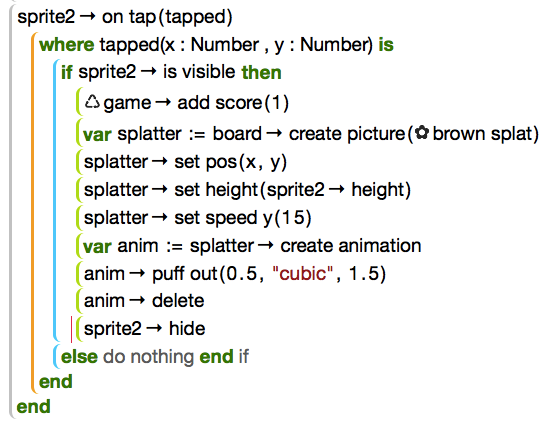 sprite2 → on tap(tapped)
where tapped(x : Number , y : Number) is
if sprite2 → is visible then
♺ game → add score(1)
var splatter := board → create picture(✿ brown splat)
splatter → set pos(x, y)
splatter → set height(sprite2 → height)
splatter → set speed y(15)
var anim := splatter → create animation
anim → puff out(0.5, "cubic", 1.5)
anim → delete
sprite2 → hide
else do nothing end if
end
end